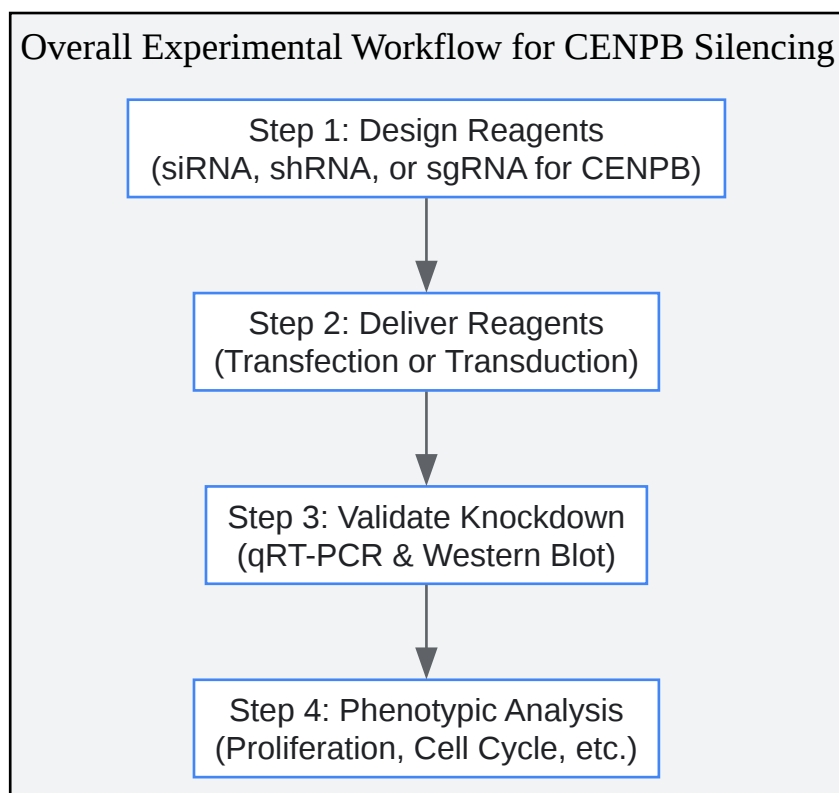 Overall Experimental Workflow for CENPB Silencing
Step 1: Design Reagents
(siRNA, shRNA, or sgRNA for CENPB)
Step 2: Deliver Reagents
(Transfection or Transduction)
Step 3: Validate Knockdown
(qRT-PCR & Western Blot)
Step 4: Phenotypic Analysis
(Proliferation, Cell Cycle, etc.)